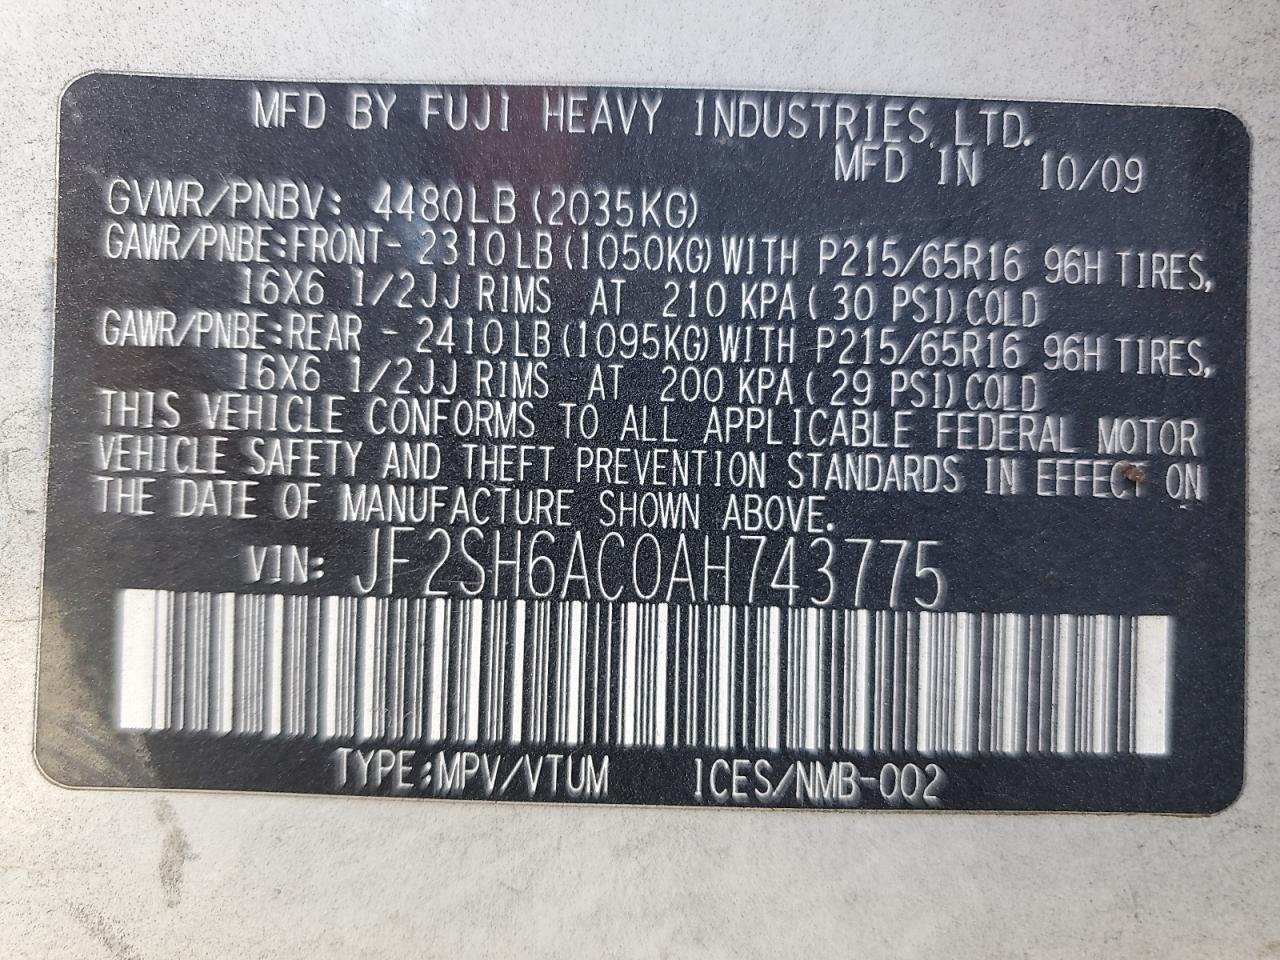 MFD BY FUJI HEAVY INDUSTRIES, LTD.
MFD IN 10/09
GVWR/PNBV: 4480LB (2035KG)
GAWR/PNBE:FRONT- 2310LB (1050KG) WITH P215/65R16 96H TIRES,
16X6 1/2JJ RIMS AT 210 KPA ( 30 PSI) COLD
GAWR/PNBE:REAR - 2410LB (1095KG) WITH P215/65R16 96H TIRES,
16X6 1/2JJ RIMS AT 200 KPA ( 29 PSI) COLD
THIS VEHICLE CONFORMS TO ALL APPLICABLE FEDERAL MOTOR
VEHICLE SAFETY AND THEFT PREVENTION STANDARDS IN EFFECT ON
THE DATE OF MANUFACTURE SHOWN ABOVE.
VIN: JF2SH6AC0AH743775
TYPE:MPV/VTUM ICES/NMB-002